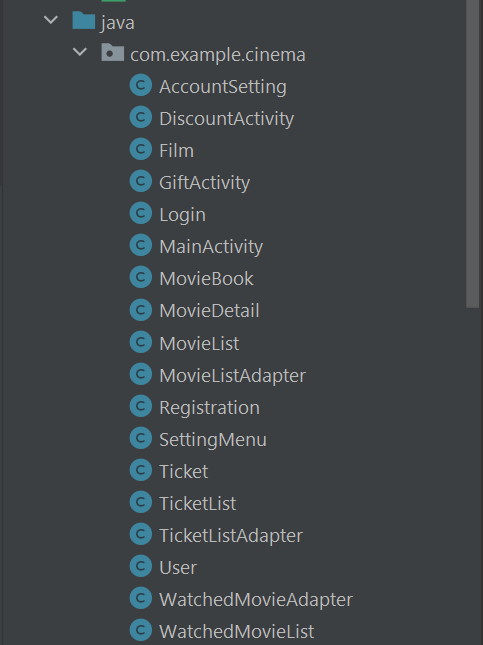 java
com.example.cinema
C AccountSetting
C DiscountActivity
C Film
C GiftActivity
C Login
C MainActivity
C MovieBook
C MovieDetail
C MovieList
C MovieListAdapter
C Registration
C SettingMenu
C Ticket
C TicketList
C TicketListAdapter
C User
C WatchedMovieAdapter
C WatchedMovieList